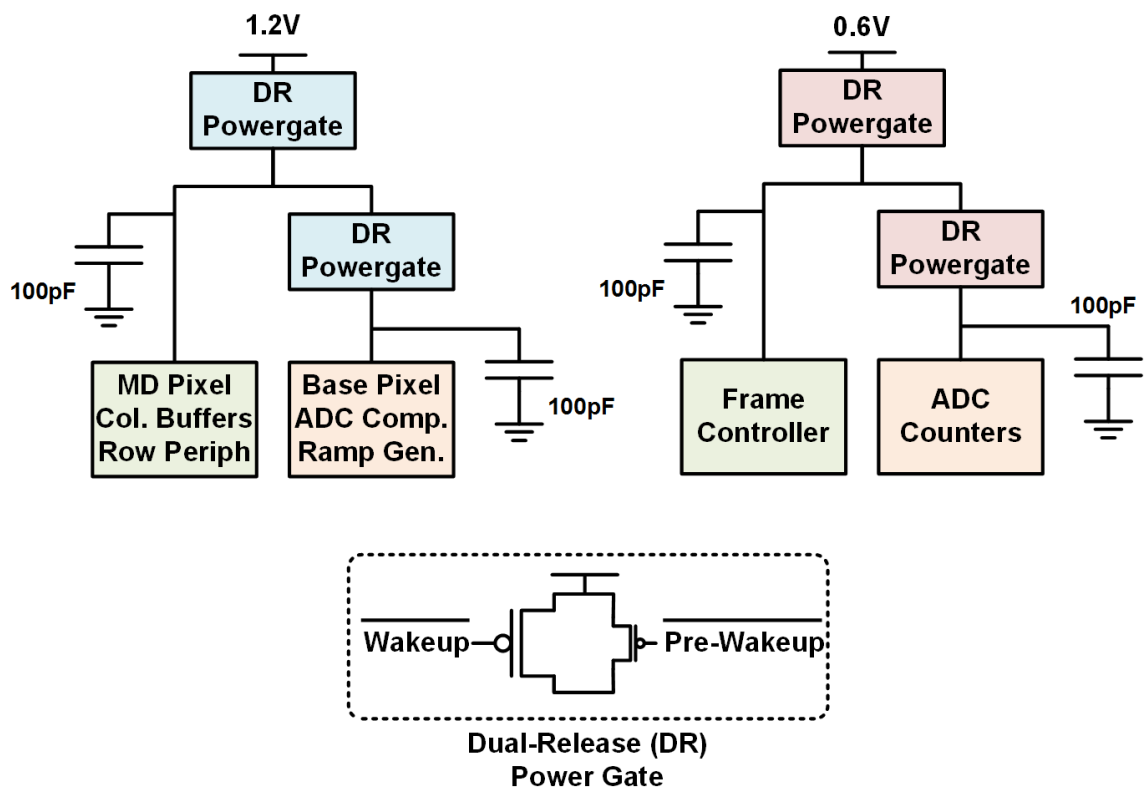 1.2V
DR
Powergate
100pF
DR
Powergate
100pF
MD Pixel
Col. Buffers
Row Periph
Base Pixel
ADC Comp.
Ramp Gen.
0.6V
DR
Powergate
100pF
DR
Powergate
100pF
Frame
Controller
ADC
Counters
Wakeup
Pre-Wakeup
Dual-Release (DR)
Power Gate